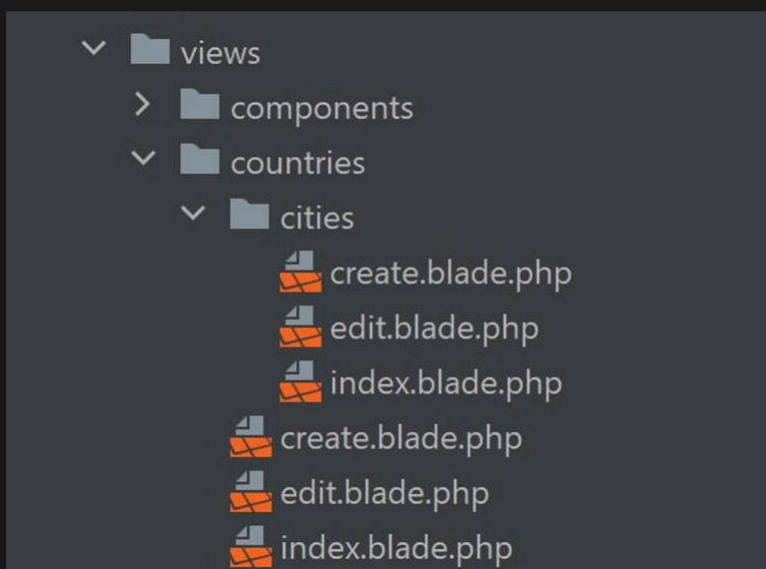 views
components
countries
cities
create.blade.php
edit.blade.php
index.blade.php
create.blade.php
edit.blade.php
index.blade.php